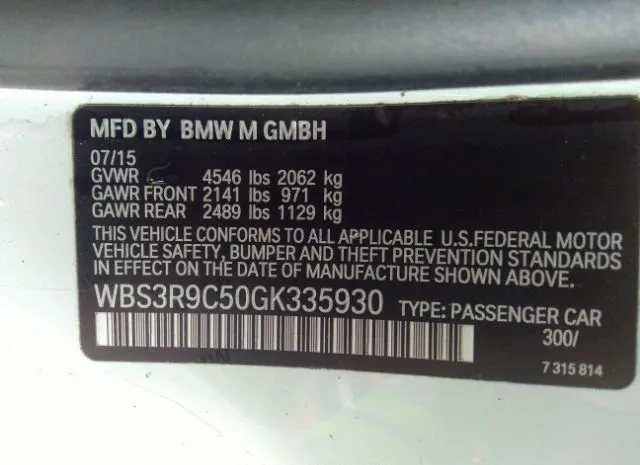 MFD BY BMW M GMBH
07/15
GVWR 4546 lbs 2062 kg
GAWR FRONT 2141 lbs 971 kg
GAWR REAR 2489 lbs 1129 kg
THIS VEHICLE CONFORMS TO ALL APPLICABLE U.S.FEDERAL MOTOR
VEHICLE SAFETY, BUMPER AND THEFT PREVENTION STANDARDS
IN EFFECT ON THE DATE OF MANUFACTURE SHOWN ABOVE.
WBS3R9C50GK335930 TYPE: PASSENGER CAR
300/
7 315 814